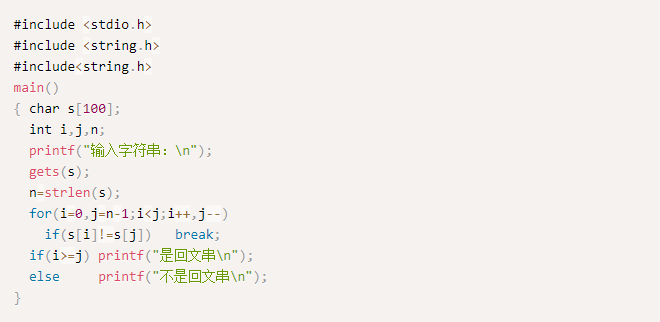 #include <stdio.h>
#include <string.h>
#include<string.h>
main()
{ char s[100];
int i,j,n;
printf("输入字符串：\n");
gets(s);
n=strlen(s);
for(i=0,j=n-1;i<j;i++,j--)
if(s[i]!=s[j])   break;
if(i>=j) printf("是回文串\n");
else     printf("不是回文串\n");
}